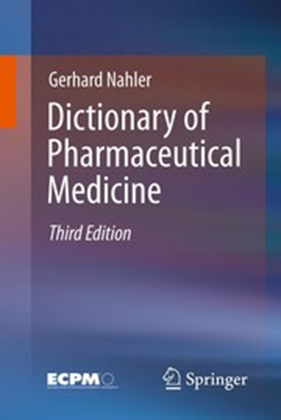 Gerhard Nahler
Dictionary of
Pharmaceutical
Medicine
Third Edition
ECPM
Springer